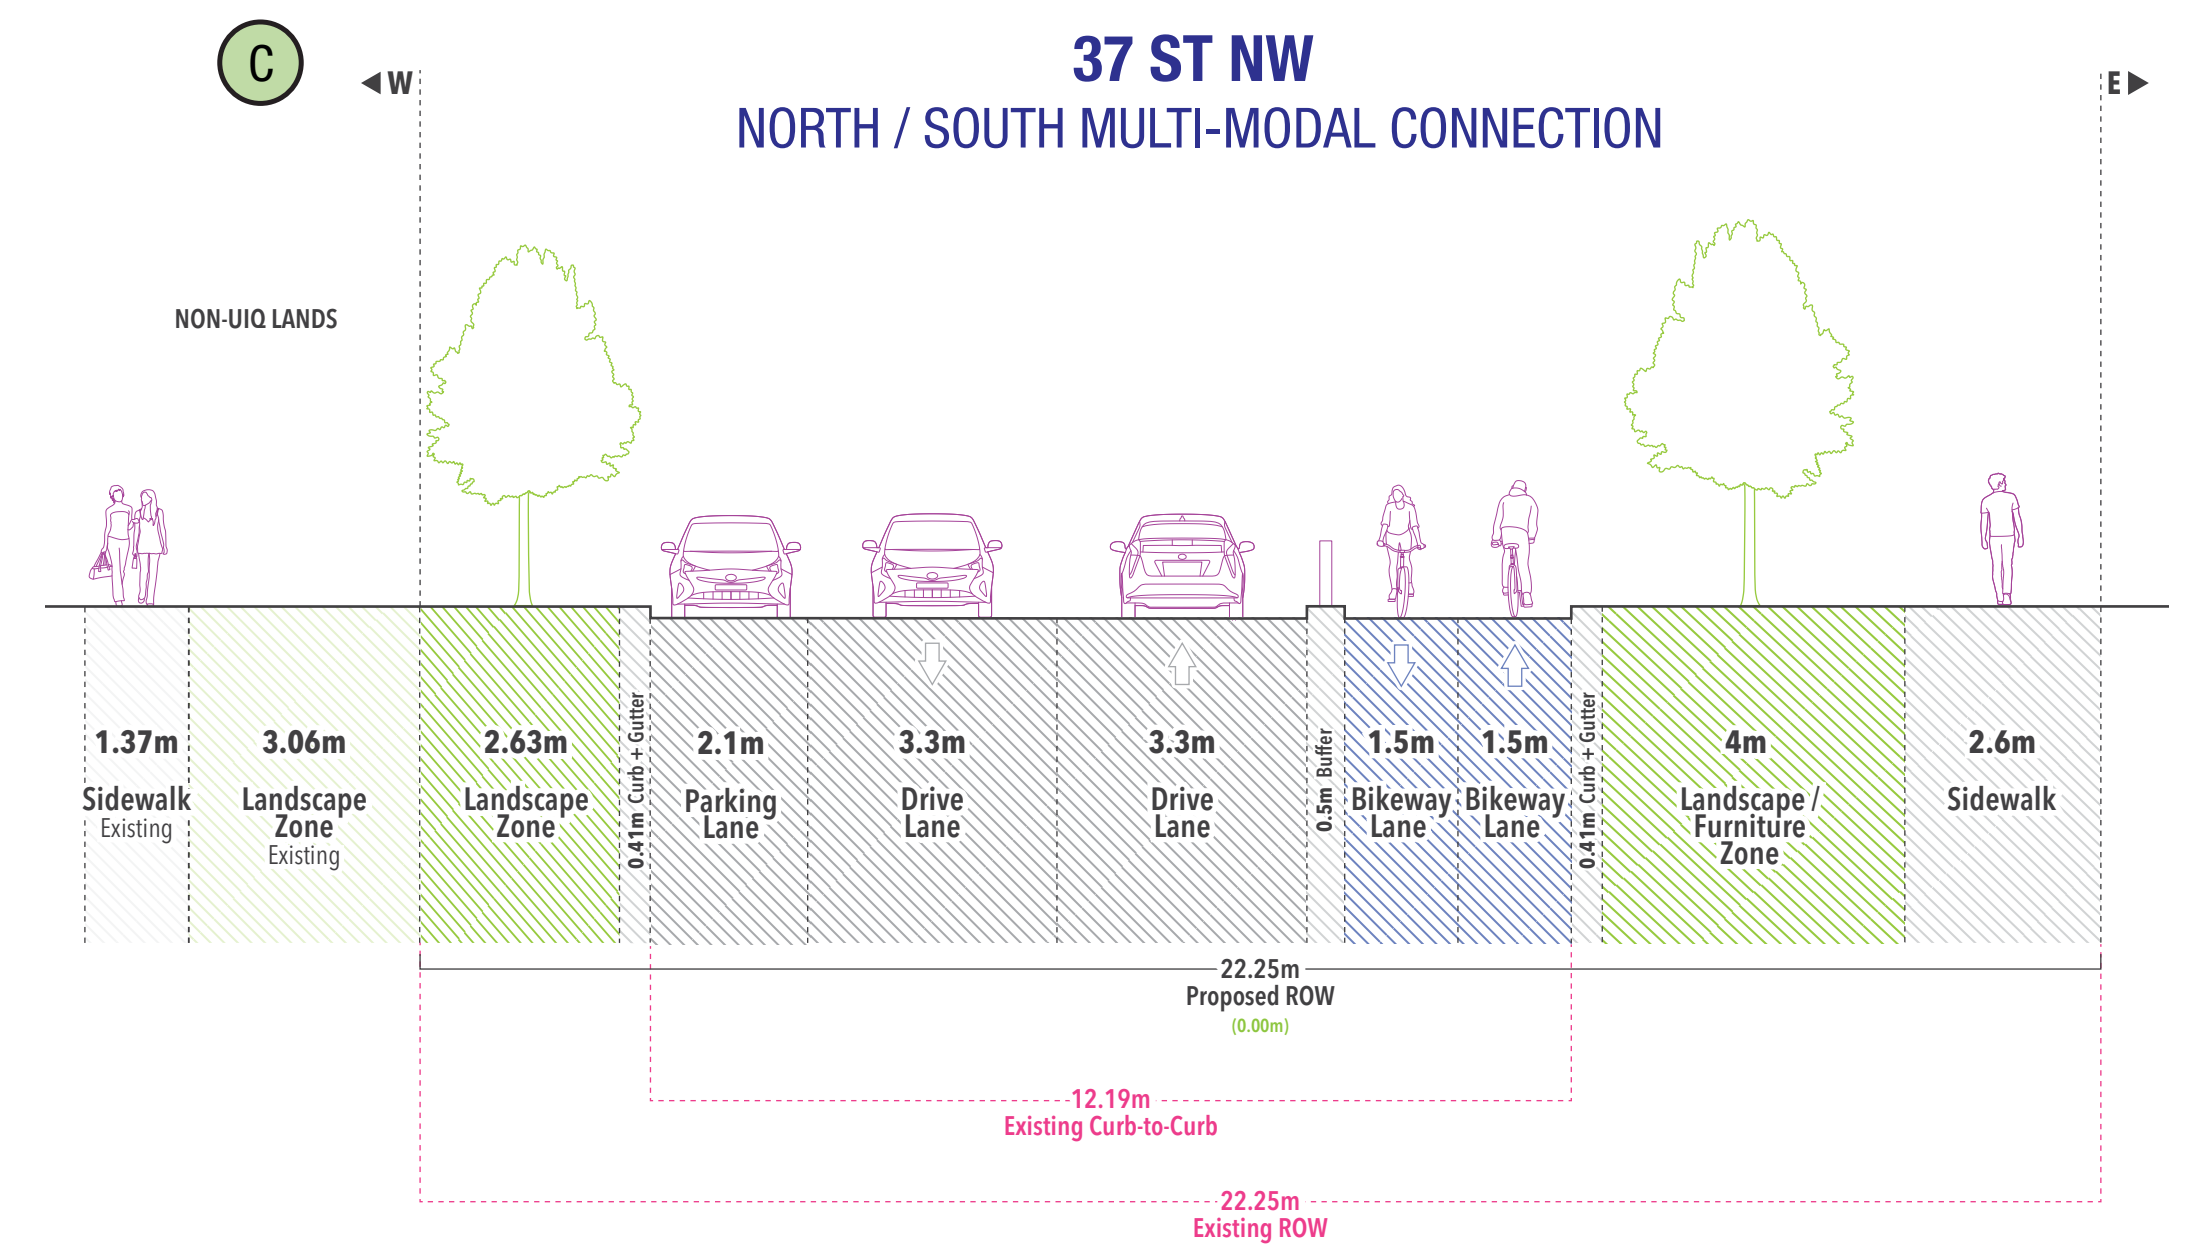 C
W
37 ST NW
E
NORTH / SOUTH MULTI-MODAL CONNECTION
NON-UIQ LANDS
1.37m
Sidewalk
Existing
3.06m
Landscape
Zone
Existing
2.63m
Landscape
Zone
0.41m Curb + Gutter
2.1m
Parking
Lane
3.3m
Drive
Lane
3.3m
Drive
Lane
0.5m Buffer
1.5m
Bikeway
Lane
1.5m
Bikeway
Lane
0.41m Curb + Gutter
4m
Landscape /
Furniture
Zone
2.6m
Sidewalk
22.25m
Proposed ROW
(0.00m)
12.19m
Existing Curb-to-Curb
22.25m
Existing ROW